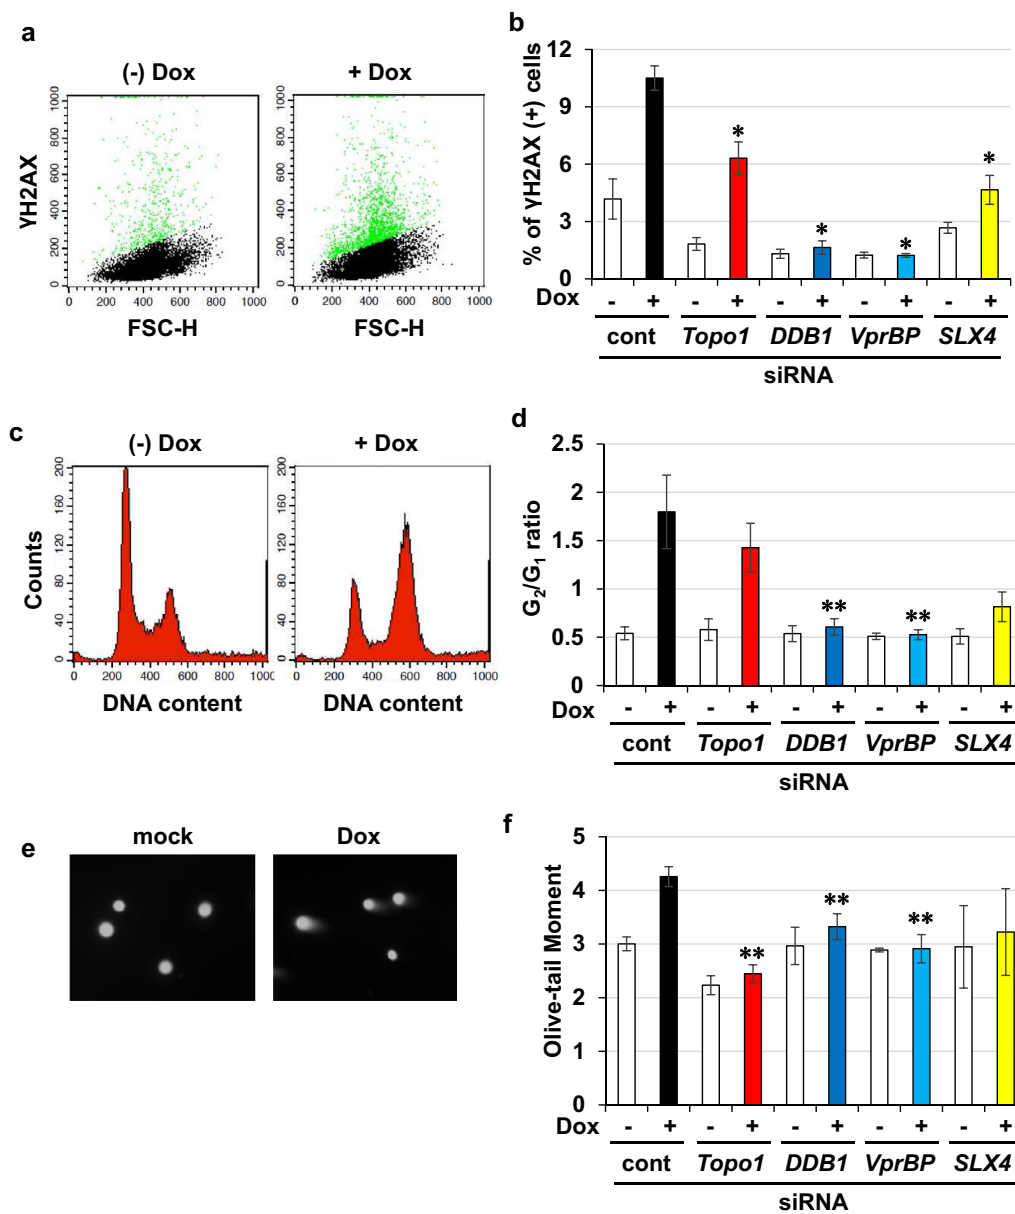 a
(-) Dox
+ Dox
γH2AX
0 200 400 600 800 1000
0 200 400 600 800 1000
0 200 400 600 800 1000
0 200 400 600 800 1000
FSC-H
FSC-H
b
% of γH2AX (+) cells
12
9
6
3
0
*
*
*
*
Dox - + - + - + - + - +
cont Topo1 DDB1 VprBP SLX4
siRNA
c
(-) Dox
+ Dox
Counts
0 40 80 120 160 200
0 40 80 120 160 200
0 200 400 600 800 1000
0 200 400 600 800 1000
DNA content
DNA content
d
G2/G1 ratio
2.5
2
1.5
1
0.5
0
**
**
Dox - + - + - + - + - +
cont Topo1 DDB1 VprBP SLX4
siRNA
e
mock
Dox
f
Olive-tail Moment
5
4
3
2
1
0
**
**
**
Dox - + - + - + - + - +
cont Topo1 DDB1 VprBP SLX4
siRNA